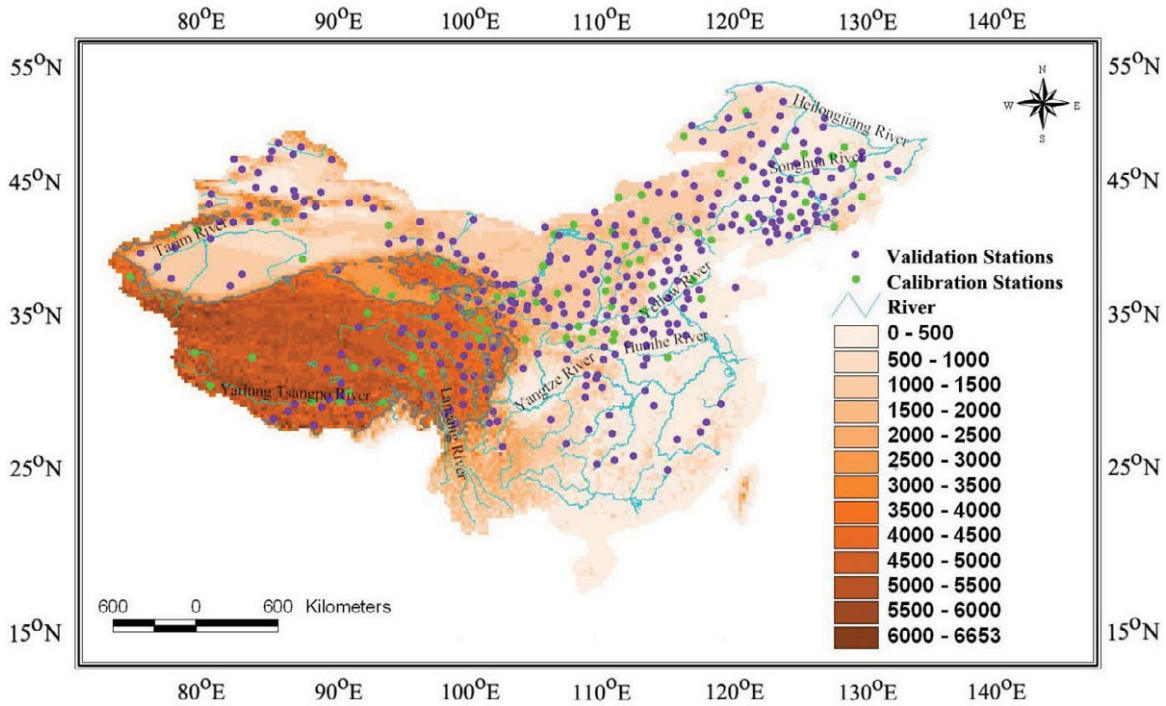 80°E 90°E 100°E 110°E 120°E 130°E 140°E
55°N
55°N
N
W E
S
Heilongjiang River
Songhua River
45°N
45°N
Tarim River
Validation Stations
Calibration Stations
River
Yellow River
35°N
35°N
Huaihe River
Yangtze River
Yarlung Tsangpo River
Lancang River
0 - 500
500 - 1000
1000 - 1500
1500 - 2000
2000 - 2500
2500 - 3000
3000 - 3500
3500 - 4000
4000 - 4500
4500 - 5000
5000 - 5500
5500 - 6000
6000 - 6653
25°N
25°N
600 0 600 Kilometers
15°N
15°N
80°E 90°E 100°E 110°E 120°E 130°E 140°E